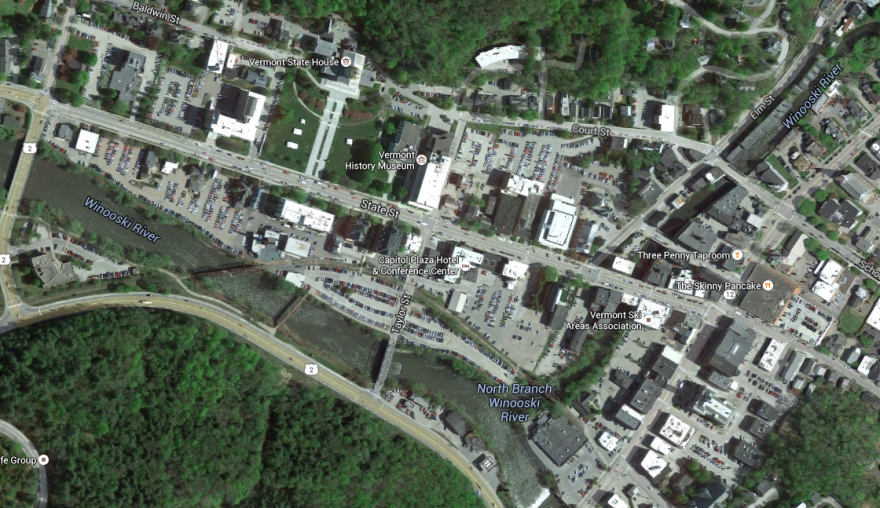 Baldwin St
Vermont State House
Winooski River
Elm St
Court St
2
Vermont
History Museum
State St
Winooski River
Scho
Three Penny Taproom
Capitol Plaza Hotel
& Conference Center
2
The Skinny Pancake
12
Taylor St
Vermont Ski
Areas Association
2
North Branch
Winooski
River
fe Group